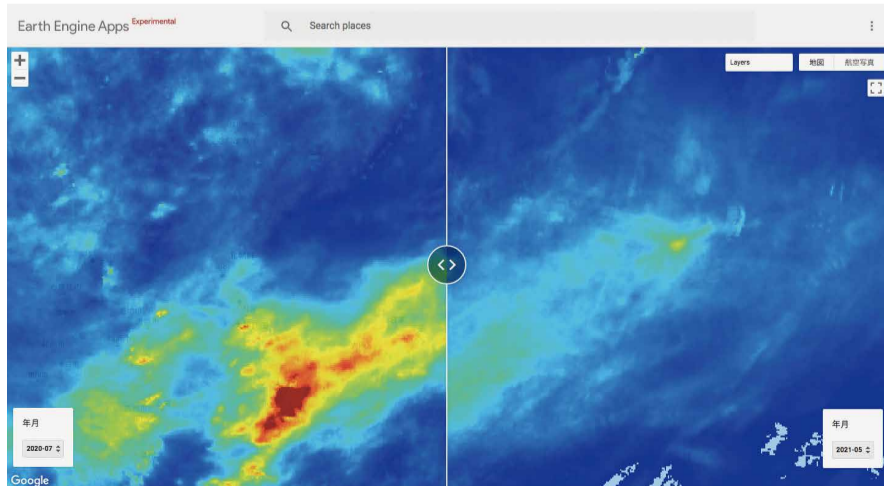 Earth Engine Apps Experimental
Search places
Layers
地図
航空写真
年月
2020-07
年月
2021-05
Google